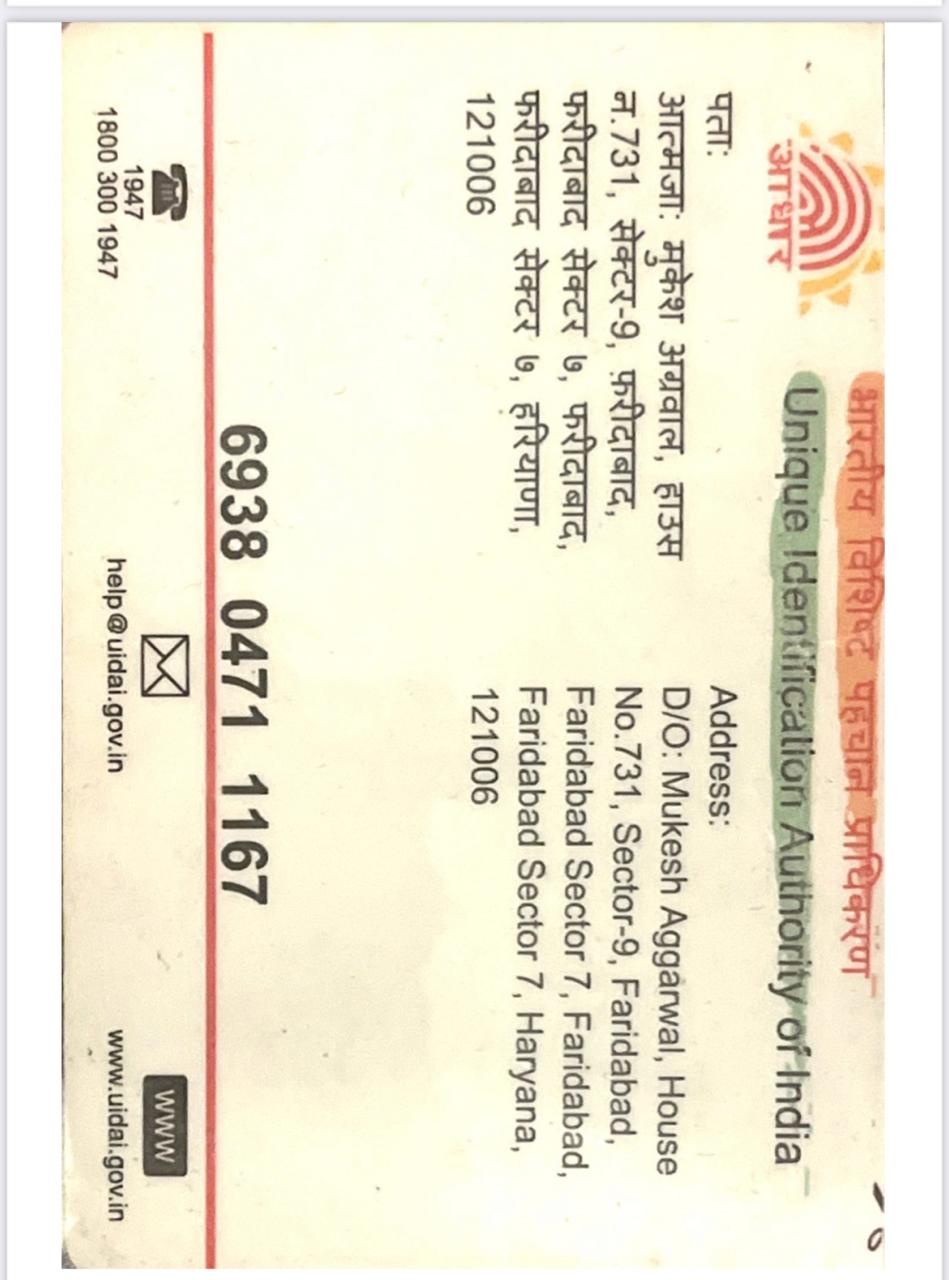 भारतीय विशिष्ट पहचान प्राधिकरण
Unique Identification Authority of India
आधार
पता:
आत्मजा: मुकेश अग्रवाल, हाउस
न.731, सेक्टर-9, फरीदाबाद,
फरीदाबाद सेक्टर ७, फरीदाबाद,
फरीदाबाद सेक्टर ७, हरियाणा,
121006
Address:
D/O: Mukesh Aggarwal, House
No.731, Sector-9, Faridabad,
Faridabad Sector 7, Faridabad,
Faridabad Sector 7, Haryana,
121006
6938 0471 1167
1947
1800 300 1947
help@uidai.gov.in
WWW
www.uidai.gov.in